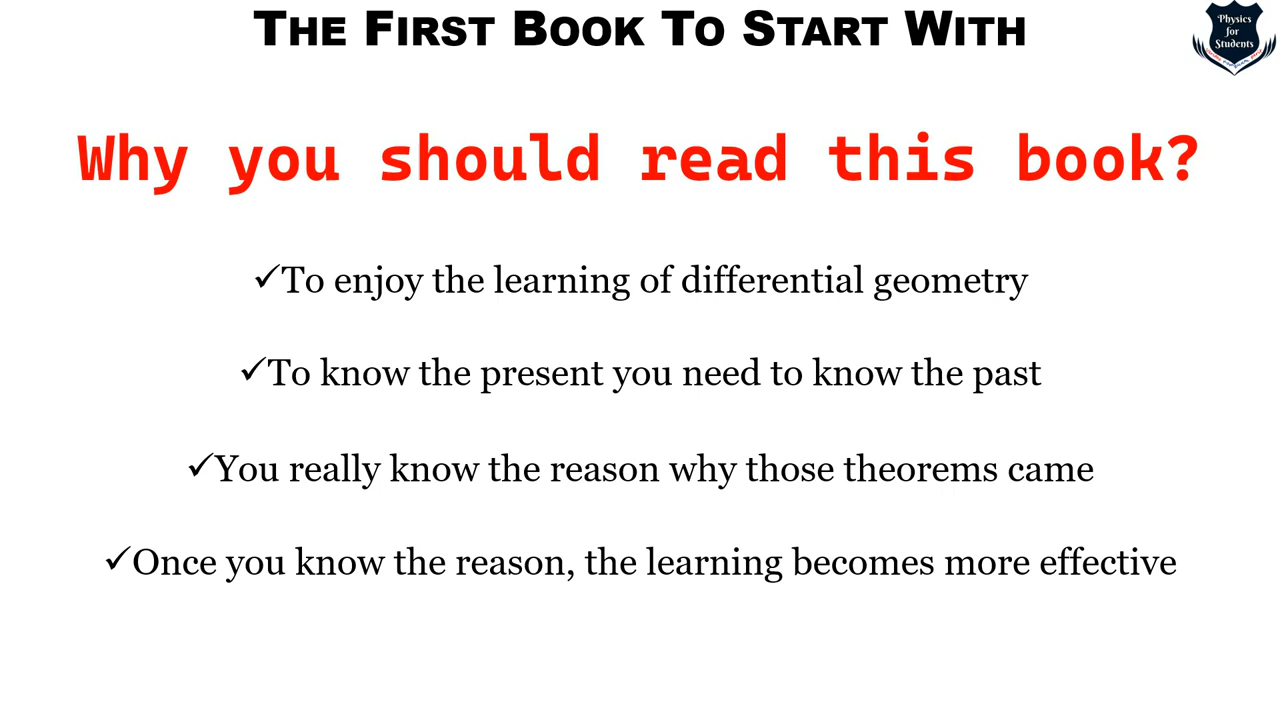 THE FIRST BOOK TO START WITH
Physics
for
Students
Why you should read this book?
✓To enjoy the learning of differential geometry
✓To know the present you need to know the past
✓You really know the reason why those theorems came
✓Once you know the reason, the learning becomes more effective